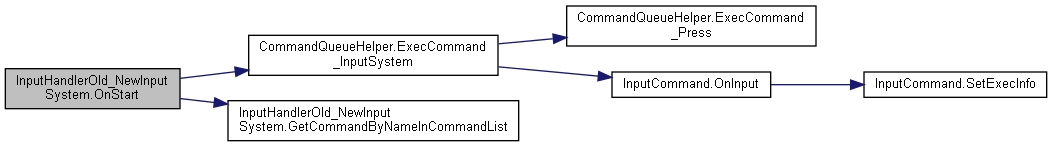 InputHandlerOld_NewInput
System.OnStart
CommandQueueHelper.ExecCommand
_InputSystem
CommandQueueHelper.ExecCommand
_Press
InputCommand.OnInput
InputCommand.SetExecInfo
InputHandlerOld_NewInput
System.GetCommandByNameInCommandList